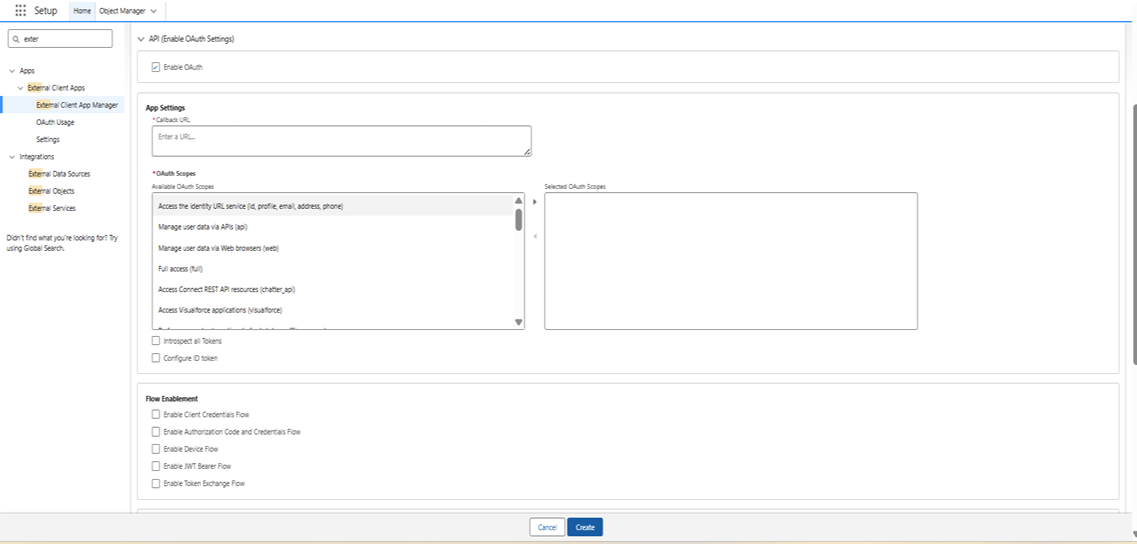 Setup Home Object Manager
exter
Apps
External Client Apps
External Client App Manager
OAuth Usage
Settings
Integrations
External Data Sources
External Objects
External Services
Didn't find what you're looking for? Try
using Global Search.
API (Enable OAuth Settings)
Enable OAuth
App Settings
*Callback URL
Enter a URL...
*OAuth Scopes
Available OAuth Scopes
Access the identity URL service (id, profile, email, address, phone)
Manage user data via APIs (api)
Manage user data via Web browsers (web)
Full access (full)
Access Connect REST API resources (chatter_api)
Access Visualforce applications (visualforce)
Selected OAuth Scopes
Introspect all Tokens
Configure ID token
Flow Enablement
Enable Client Credentials Flow
Enable Authorization Code and Credentials Flow
Enable Device Flow
Enable JWT Bearer Flow
Enable Token Exchange Flow
Cancel Create